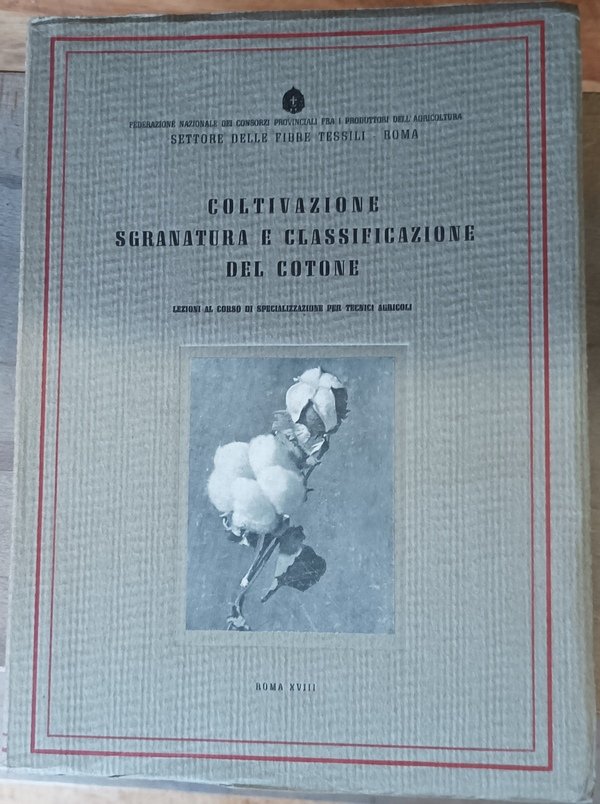 FEDERAZIONE NAZIONALE DEI CONSORZI PROVINCIALI FRA I PRODUTTORI DELL'AGRICOLTURA
SETTORE DELLE FIBRE TESSILI - ROMA
COLTIVAZIONE
SGRANATURA E CLASSIFICAZIONE
DEL COTONE
LEZIONI AL CORSO DI SPECIALIZZAZIONE PER TECNICI AGRICOLI
ROMA XVIII